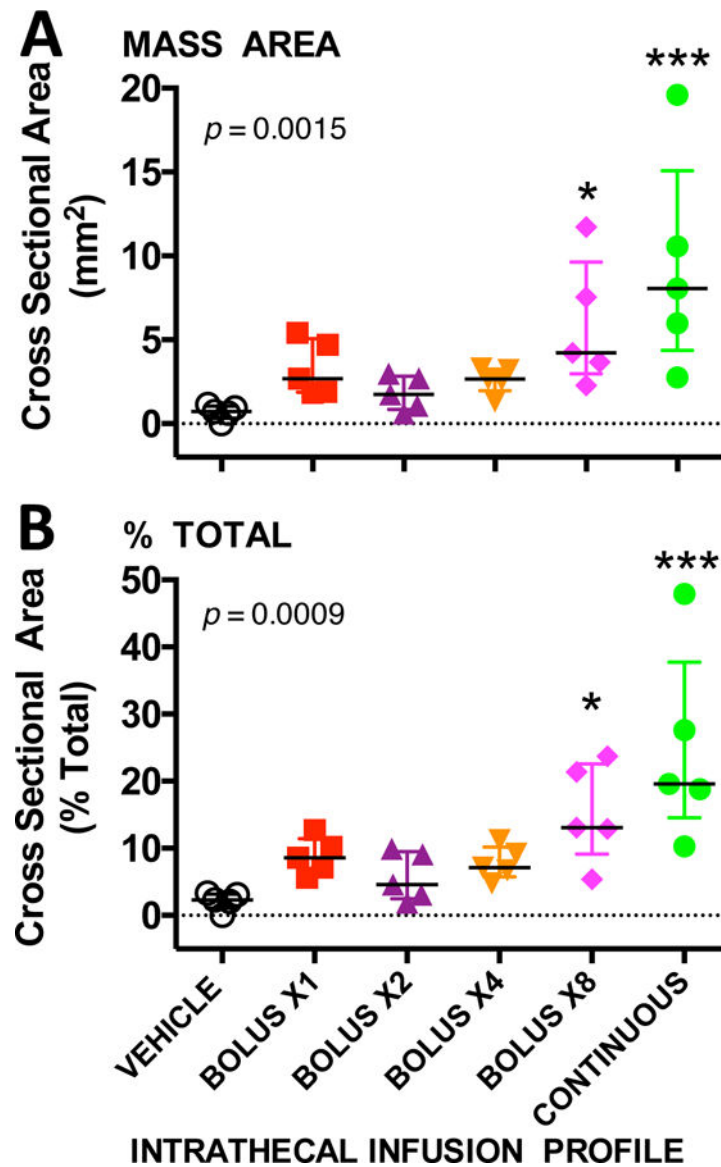 A MASS AREA
***
20
p = 0.0015
15
*
10
5
0
Cross Sectional Area
(mm²)
B % TOTAL
***
50
p = 0.0009
40
*
30
20
10
0
Cross Sectional Area
(% Total)
VEHICLE
BOLUS X1
BOLUS X2
BOLUS X4
BOLUS X8
CONTINUOUS
INTRATHECAL INFUSION PROFILE